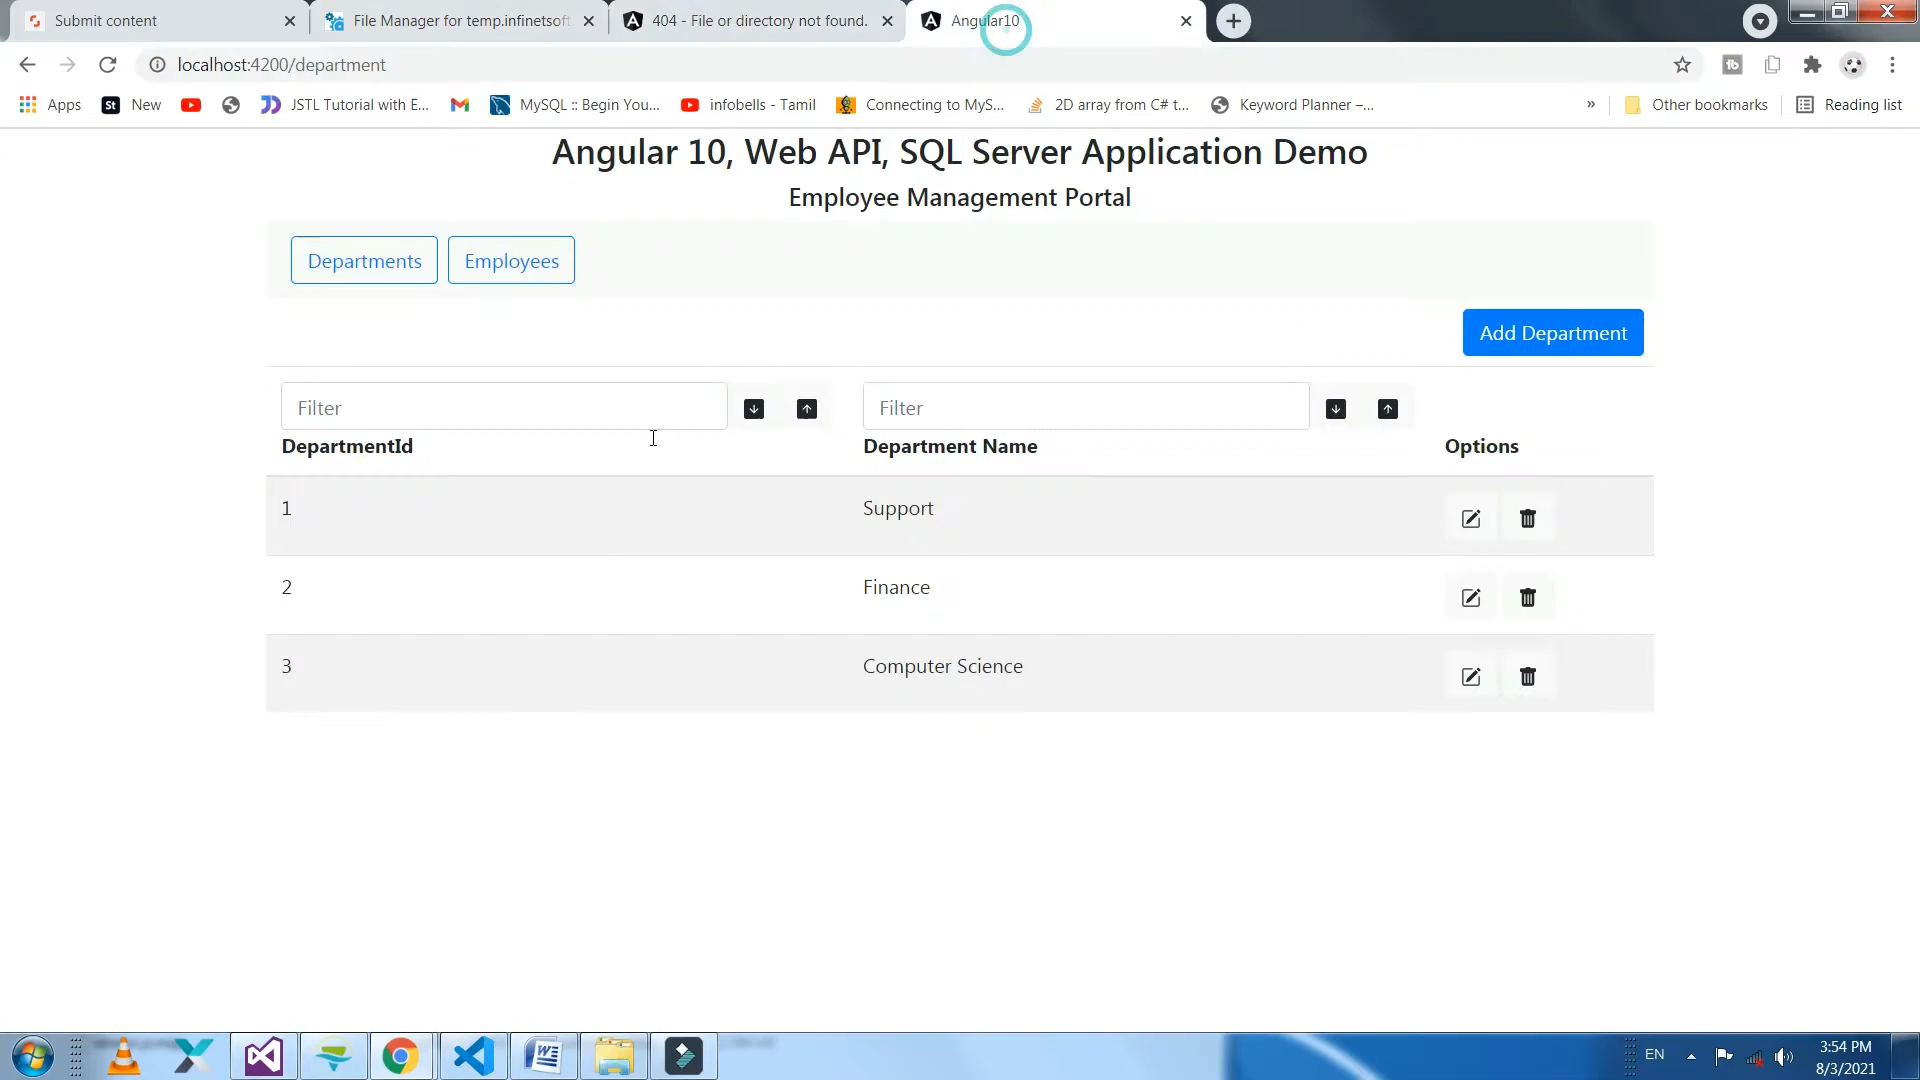 Submit content
File Manager for temp.infinetsoft
404 - File or directory not found.
Angular10
localhost:4200/department
Apps
St New
JSTL Tutorial with E...
MySQL :: Begin You...
infobells - Tamil
Connecting to MyS...
2D array from C# t...
Keyword Planner –...
»
Other bookmarks
Reading list
Angular 10, Web API, SQL Server Application Demo
Employee Management Portal
Departments Employees
Add Department
Filter Filter
DepartmentId Department Name Options
1 Support
2 Finance
3 Computer Science
EN
3:54 PM
8/3/2021